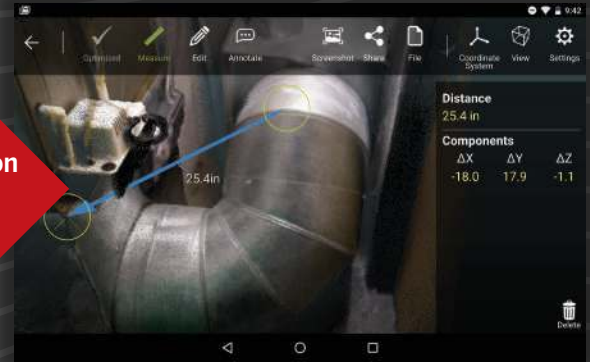 9:42
Optimized Measure Edit Annotate Screenshot Share File Coordinate System View Settings
on
Distance
25.4 in
Components
ΔX ΔY ΔZ
-18.0 17.9 -1.1
25.4in
Delete